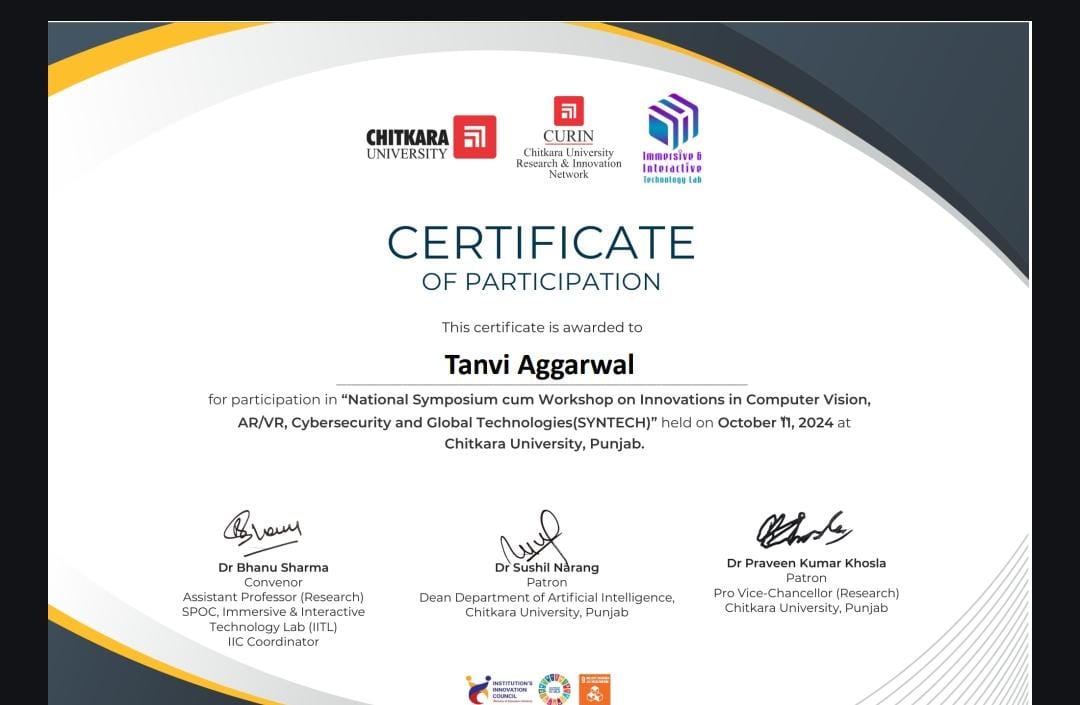 CHITKARA
UNIVERSITY
CURIN
Chitkara University
Research & Innovation
Network
Immersive &
Interactive
Technology Lab
CERTIFICATE
OF PARTICIPATION
This certificate is awarded to
Tanvi Aggarwal
for participation in “National Symposium cum Workshop on Innovations in Computer Vision,
AR/VR, Cybersecurity and Global Technologies(SYNTECH)” held on October 11, 2024 at
Chitkara University, Punjab.
Dr Bhanu Sharma
Convenor
Assistant Professor (Research)
SPOC, Immersive & Interactive
Technology Lab (IITL)
IIC Coordinator
Dr Sushil Narang
Patron
Dean Department of Artificial Intelligence,
Chitkara University, Punjab
Dr Praveen Kumar Khosla
Patron
Pro Vice-Chancellor (Research)
Chitkara University, Punjab
INSTITUTION'S
INNOVATION
COUNCIL